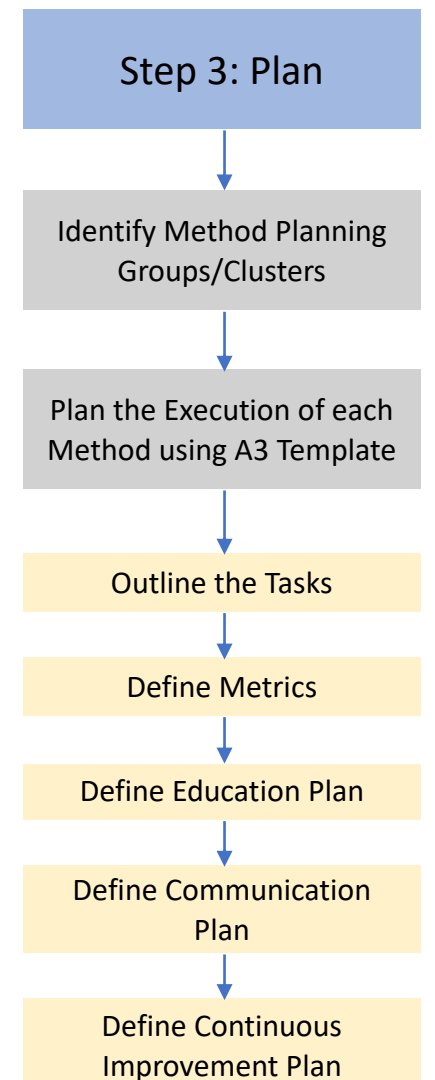 Step 3: Plan
Identify Method Planning
Groups/Clusters
Plan the Execution of each
Method using A3 Template
Outline the Tasks
Define Metrics
Define Education Plan
Define Communication
Plan
Define Continuous
Improvement Plan